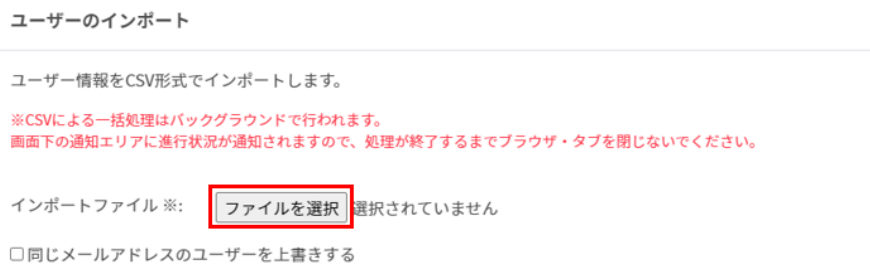 ユーザーのインポート
ユーザー情報をCSV形式でインポートします。
※CSVによる一括処理はバックグラウンドで行われます。
画面下の通知エリアに進行状況が通知されますので、処理が終了するまでブラウザ・タブを閉じないでください。
インポートファイル ※: ファイルを選択 選択されていません
同じメールアドレスのユーザーを上書きする